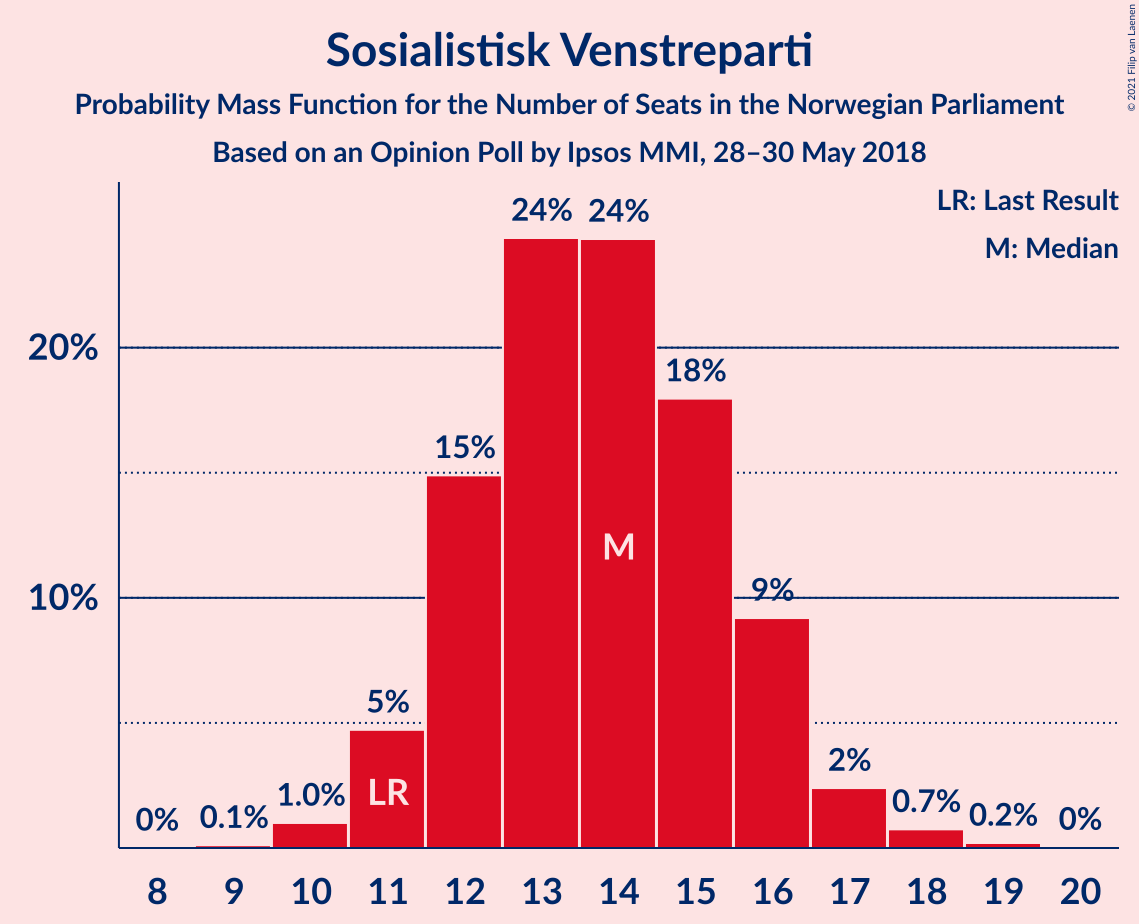 Sosialistisk Venstreparti
Probability Mass Function for the Number of Seats in the Norwegian Parliament
Based on an Opinion Poll by Ipsos MMI, 28–30 May 2018
© 2021 Filip van Laenen
LR: Last Result
M: Median
20%
10%
0%
0.1%
1.0%
5%
15%
24%
24%
18%
9%
2%
0.7%
0.2%
0%
LR
M
8 9 10 11 12 13 14 15 16 17 18 19 20